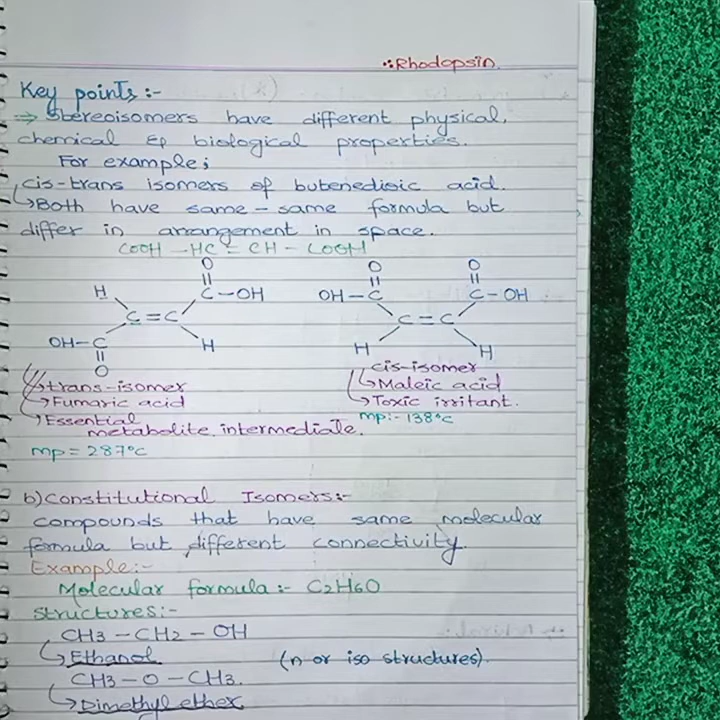 ∴Rhodopsin
Key points:-
⇒ Stereoisomers have different physical,
chemical & biological properties.
For example;
cis-trans isomers of butenedioic acid.
↳Both have same-same formula but
differ in arrangement in space.
COOH-HC=CH-COOH
O O O
H C-OH OH-C C-OH
C=C C=C
OH-C H H H
O
trans-isomer
Fumaric acid
Essential
metabolite intermediate.
mp = 287°C
cis-isomer
Maleic acid
Toxic irritant.
mp:- 138°C
b) Constitutional Isomers:-
Compounds that have same molecular
formula but different connectivity.
Example:-
Molecular formula:- C2H6O
Structures:-
CH3-CH2-OH
↳Ethanol (n or iso structures).
CH3-O-CH3.
↳Dimethyl ether